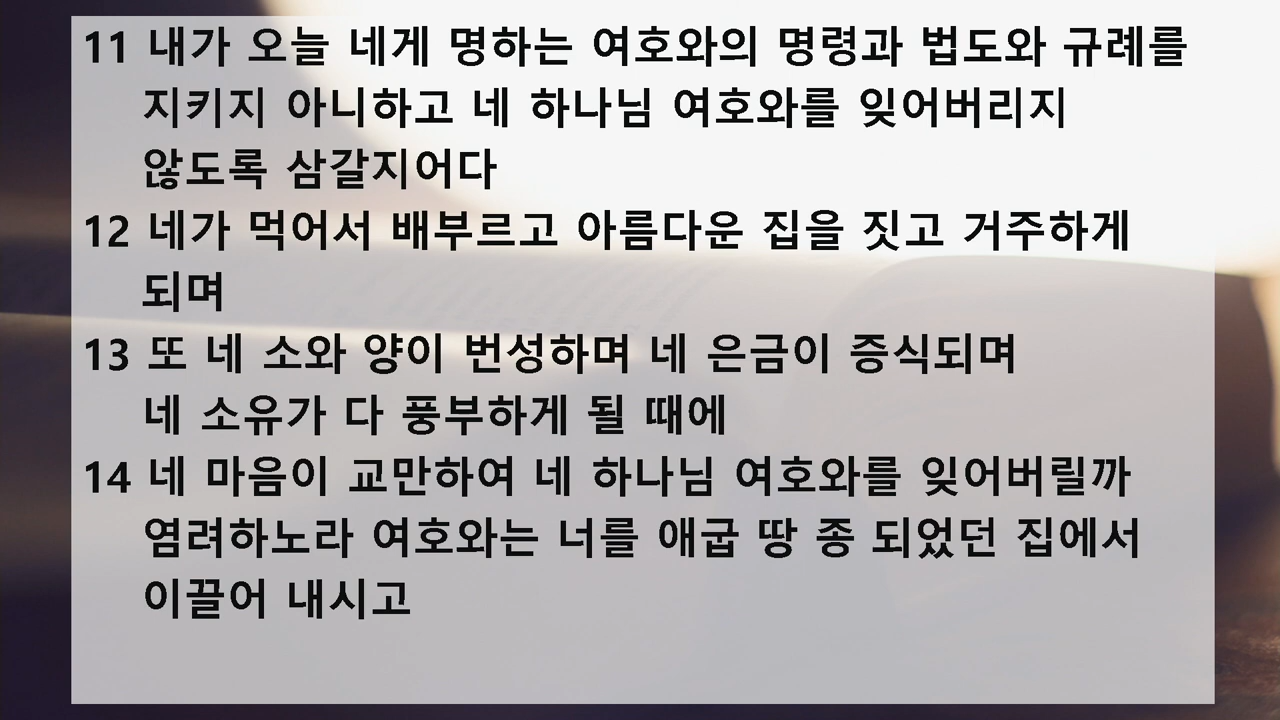 11 내가 오늘 네게 명하는 여호와의 명령과 법도와 규례를
지키지 아니하고 네 하나님 여호와를 잊어버리지
않도록 삼갈지어다
12 네가 먹어서 배부르고 아름다운 집을 짓고 거주하게
되며
13 또 네 소와 양이 번성하며 네 은금이 증식되며
네 소유가 다 풍부하게 될 때에
14 네 마음이 교만하여 네 하나님 여호와를 잊어버릴까
염려하노라 여호와는 너를 애굽 땅 종 되었던 집에서
이끌어 내시고